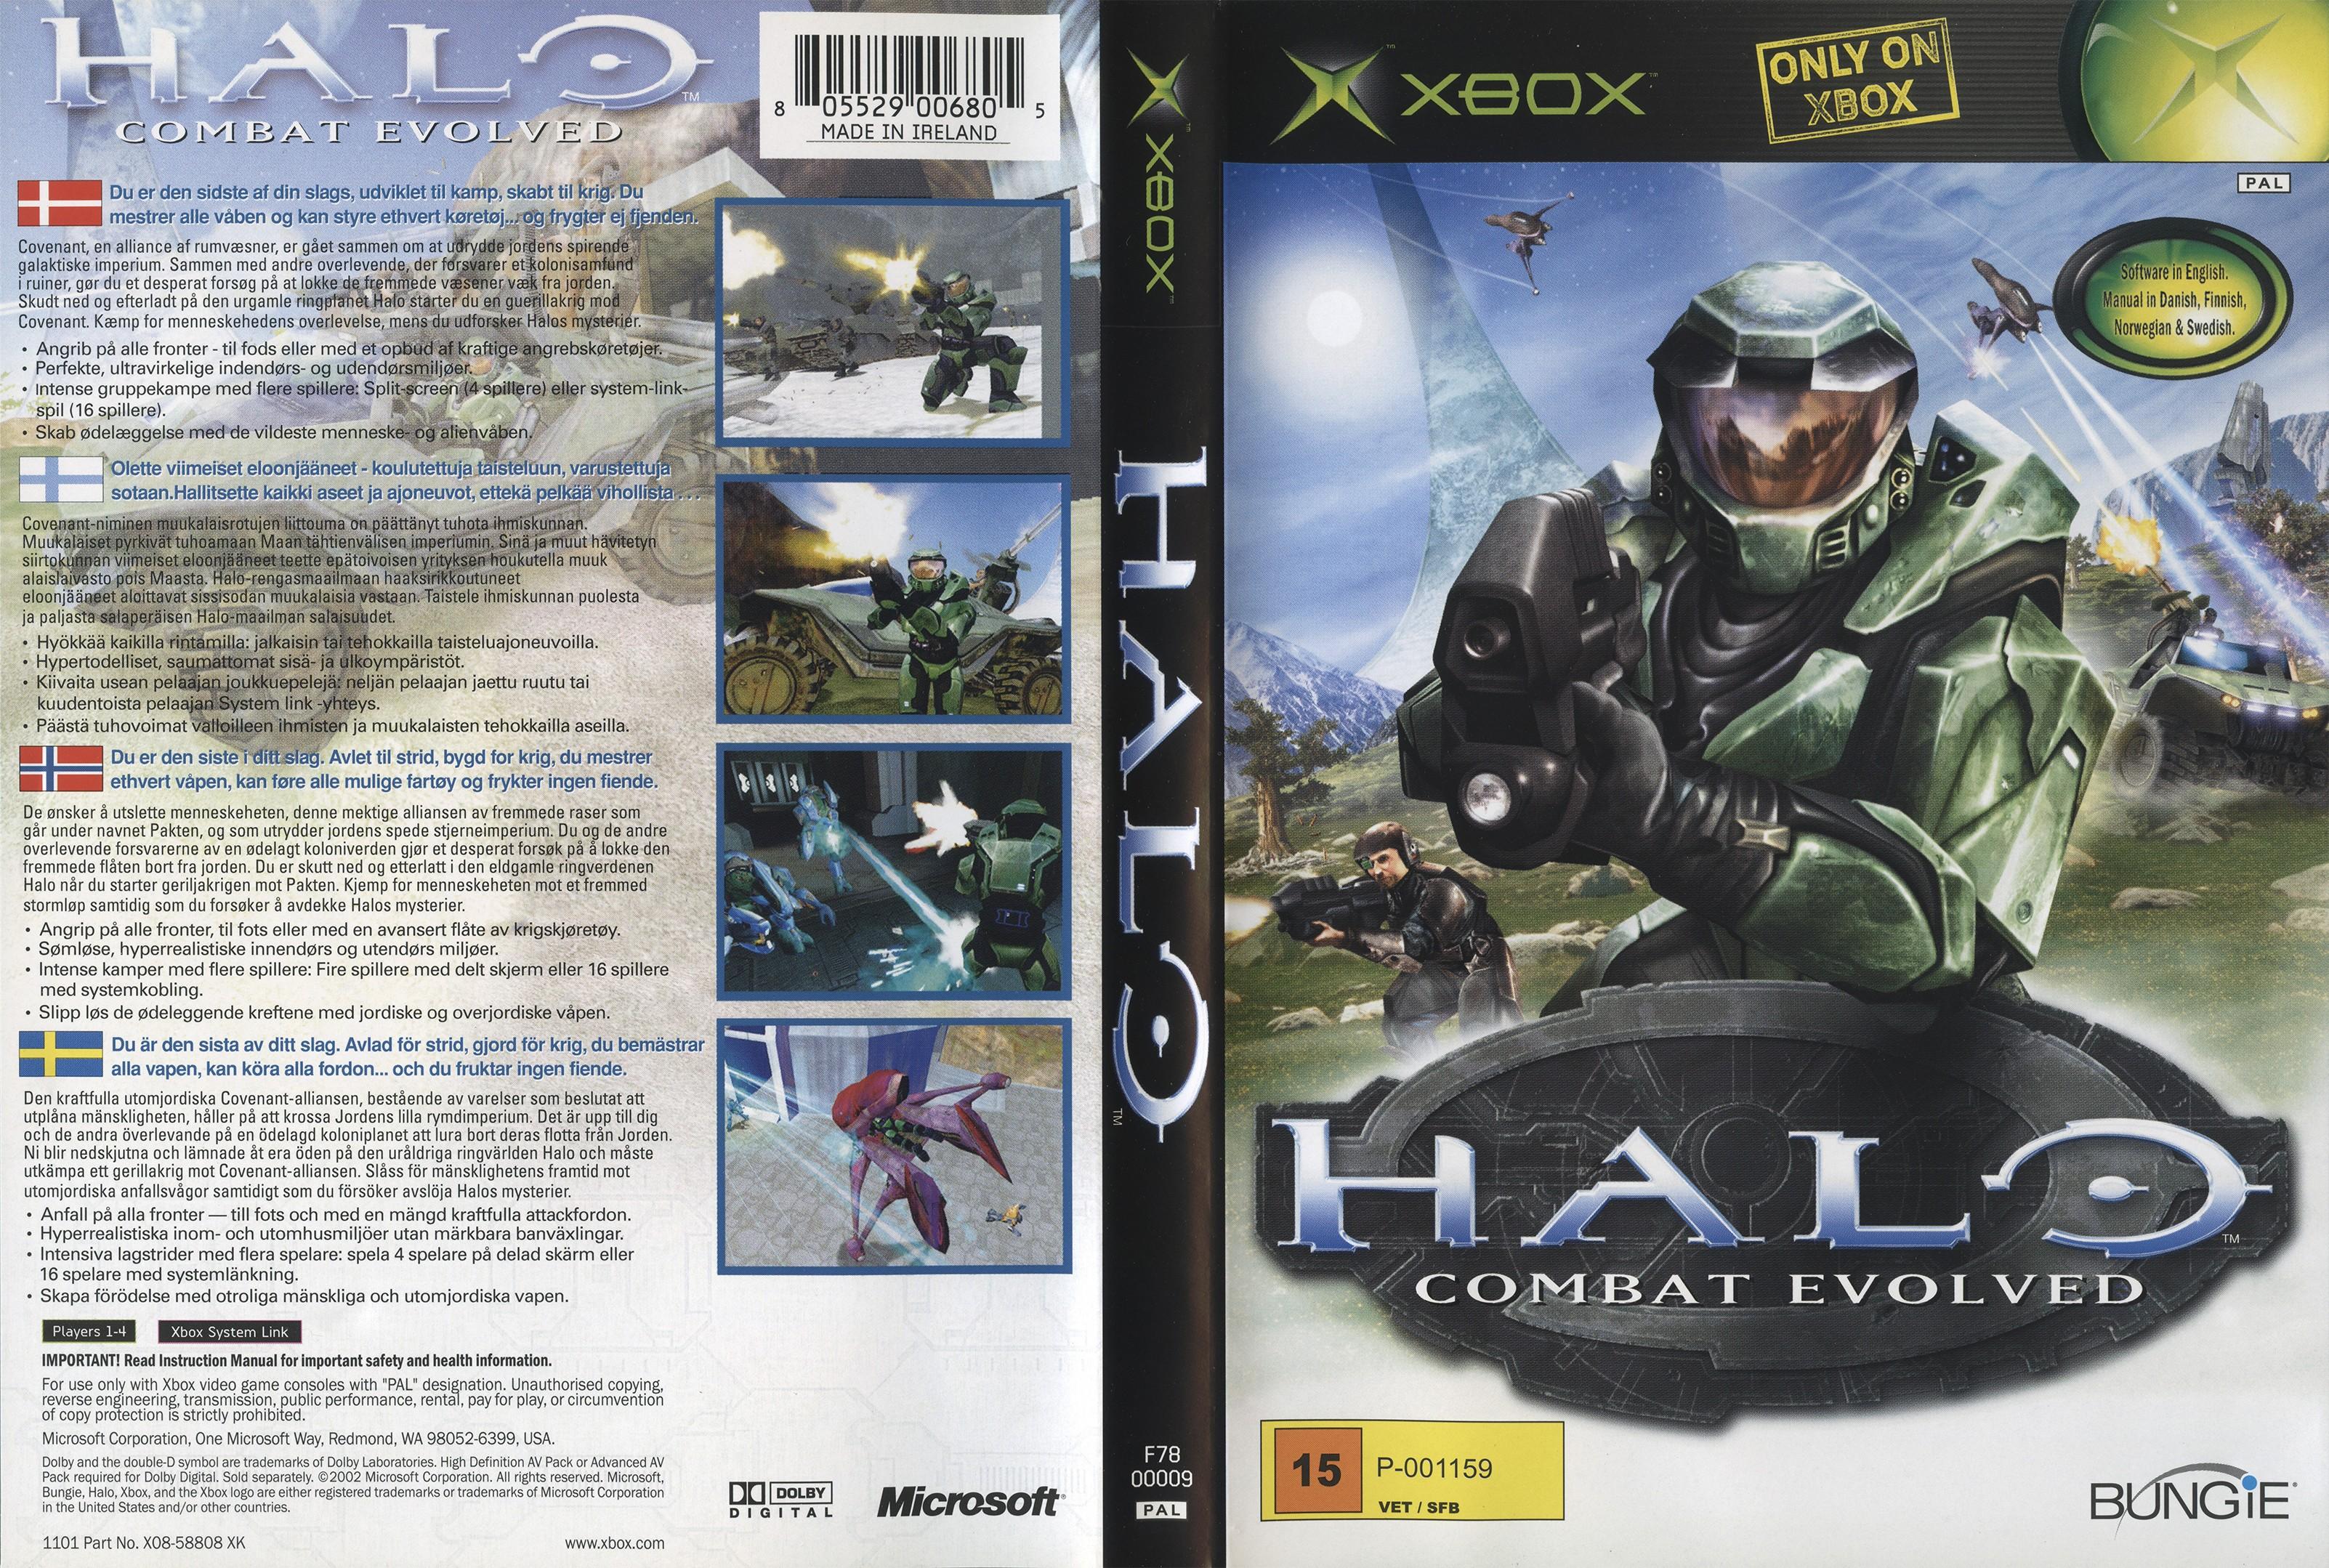 HALO™
COMBAT EVOLVED
8 05529 00680 5
MADE IN IRELAND
Du er den sidste af din slags, udviklet til kamp, skabt til krig. Du
mestrer alle våben og kan styre ethvert køretøj... og frygter ej fjenden.
Covenant, en alliance af rumvæsner, er gået sammen om at udrydde jordens spirende
galaktiske imperium. Sammen med andre overlevende, der forsvarer et kolonisamfund
i ruiner, gør du et desperat forsøg på at lokke de fremmede væsener væk fra jorden.
Skudt ned og efterladt på den urgamle ringplanet Halo starter du en guerillakrig mod
Covenant. Kæmp for menneskehedens overlevelse, mens du udforsker Halos mysterier.
• Angrib på alle fronter - til fods eller med et opbud af kraftige angrebskøretøjer.
• Perfekte, ultravirkelige indendørs- og udendørsmiljøer.
• Intense gruppekampe med flere spillere: Split-screen (4 spillere) eller system-link-
spil (16 spillere).
• Skab ødelæggelse med de vildeste menneske- og alienvåben.
Olette viimeiset eloonjääneet - koulutettuja taisteluun, varustettuja
sotaan.Hallitsette kaikki aseet ja ajoneuvot, ettekä pelkää vihollista . . .
Covenant-niminen muukalaisrotujen liittouma on päättänyt tuhota ihmiskunnan.
Muukalaiset pyrkivät tuhoamaan Maan tähtienvälisen imperiumin. Sinä ja muut hävitetyn
siirtokunnan viimeiset eloonjääneet teette epätoivoisen yrityksen houkutella muuk
alaislaivasto pois Maasta. Halo-rengasmaailmaan haaksirikkoutuneet
eloonjääneet aloittavat sissisodan muukalaisia vastaan. Taistele ihmiskunnan puolesta
ja paljasta salaperäisen Halo-maailman salaisuudet.
• Hyökkää kaikilla rintamilla: jalkaisin tai tehokkailla taisteluajoneuvoilla.
• Hypertodelliset, saumattomat sisä- ja ulkoympäristöt.
• Kiivaita usean pelaajan joukkuepelejä: neljän pelaajan jaettu ruutu tai
kuudentoista pelaajan System link -yhteys.
• Päästä tuhovoimat valloilleen ihmisten ja muukalaisten tehokkailla aseilla.
Du er den siste i ditt slag. Avlet til strid, bygd for krig, du mestrer
ethvert våpen, kan føre alle mulige fartøy og frykter ingen fiende.
De ønsker å utslette menneskeheten, denne mektige alliansen av fremmede raser som
går under navnet Pakten, og som utrydder jordens spede stjerneimperium. Du og de andre
overlevende forsvarerne av en ødelagt koloniverden gjør et desperat forsøk på å lokke den
fremmede flåten bort fra jorden. Du er skutt ned og etterlatt i den eldgamle ringverdenen
Halo når du starter geriljakrigen mot Pakten. Kjemp for menneskeheten mot et fremmed
stormløp samtidig som du forsøker å avdekke Halos mysterier.
• Angrip på alle fronter, til fots eller med en avansert flåte av krigskjøretøy.
• Sømløse, hyperrealistiske innendørs og utendørs miljøer.
• Intense kamper med flere spillere: Fire spillere med delt skjerm eller 16 spillere
med systemkobling.
• Slipp løs de ødeleggende kreftene med jordiske og overjordiske våpen.
Du är den sista av ditt slag. Avlad för strid, gjord för krig, du bemästrar
alla vapen, kan köra alla fordon... och du fruktar ingen fiende.
Den kraftfulla utomjordiska Covenant-alliansen, bestående av varelser som beslutat att
utplåna mänskligheten, håller på att krossa Jordens lilla rymdimperium. Det är upp till dig
och de andra överlevande på en ödelagd koloniplanet att lura bort deras flotta från Jorden.
Ni blir nedskjutna och lämnade åt era öden på den uråldriga ringvärlden Halo och måste
utkämpa ett gerillakrig mot Covenant-alliansen. Slåss för mänsklighetens framtid mot
utomjordiska anfallsvågor samtidigt som du försöker avslöja Halos mysterier.
• Anfall på alla fronter — till fots och med en mängd kraftfulla attackfordon.
• Hyperrealistiska inom- och utomhusmiljöer utan märkbara banväxlingar.
• Intensiva lagstrider med flera spelare: spela 4 spelare på delad skärm eller
16 spelare med systemlänkning.
• Skapa förödelse med otroliga mänskliga och utomjordiska vapen.
Players 1-4 Xbox System Link
IMPORTANT! Read Instruction Manual for important safety and health information.
For use only with Xbox video game consoles with "PAL" designation. Unauthorised copying,
reverse engineering, transmission, public performance, rental, pay for play, or circumvention
of copy protection is strictly prohibited.
Microsoft Corporation, One Microsoft Way, Redmond, WA 98052-6399, USA.
Dolby and the double-D symbol are trademarks of Dolby Laboratories. High Definition AV Pack or Advanced AV
Pack required for Dolby Digital. Sold separately. ©2002 Microsoft Corporation. All rights reserved. Microsoft,
Bungie, Halo, Xbox, and the Xbox logo are either registered trademarks or trademarks of Microsoft Corporation
in the United States and/or other countries.
1101 Part No. X08-58808 XK
www.xbox.com
DOLBY
DIGITAL
Microsoft®
XBOX™
HALO™
F78
00009
PAL
XBOX™
ONLY ON
XBOX
PAL
Software in English.
Manual in Danish, Finnish,
Norwegian & Swedish.
HALO™
COMBAT EVOLVED
15
P-001159
VET / SFB
BUNGiE®